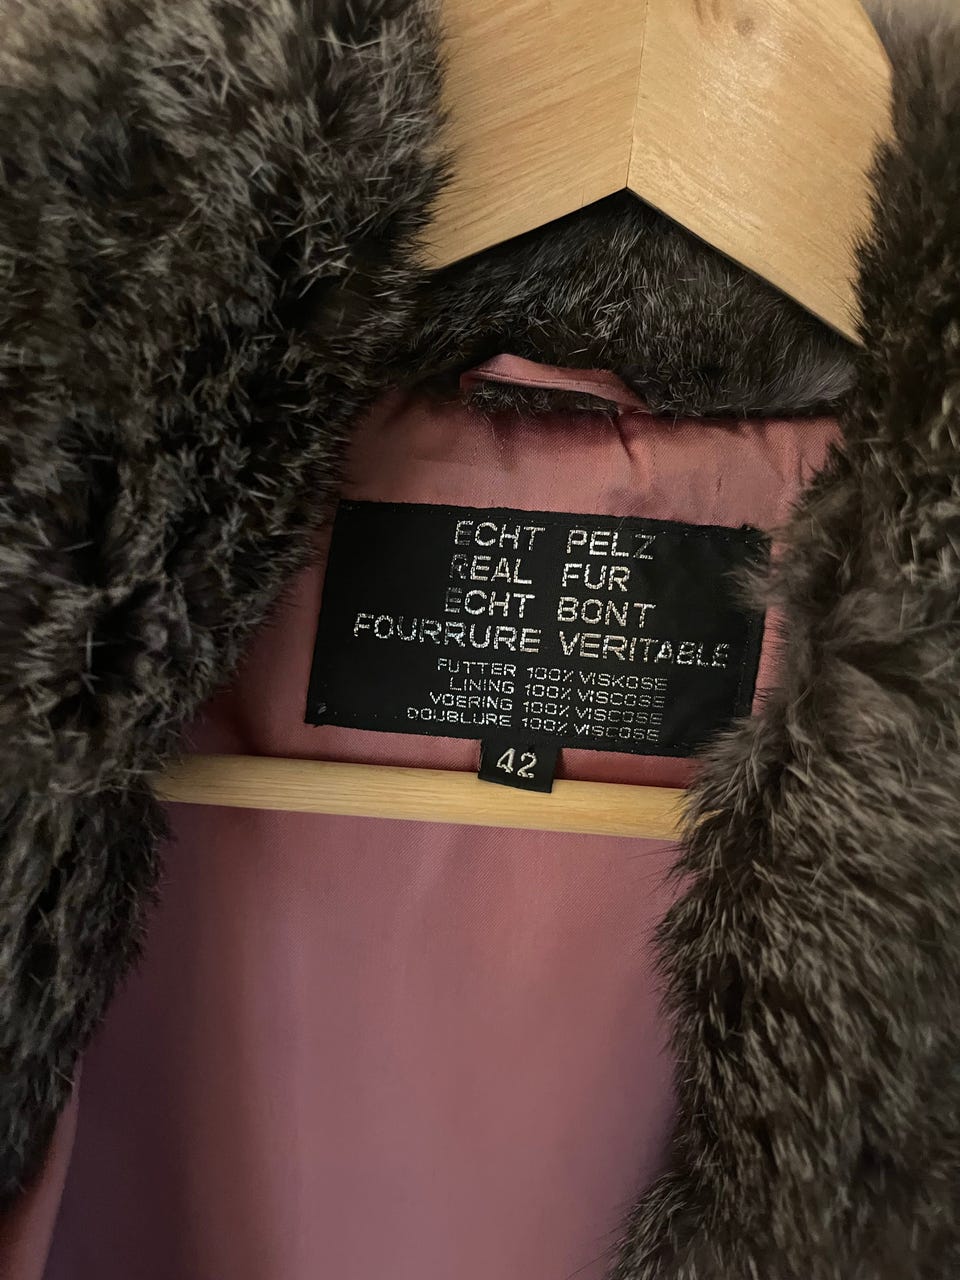 ECHT PELZ
REAL FUR
ECHT BONT
FOURRURE VERITABLE
FUTTER 100% VISKOSE
LINING 100% VISCOSE
VOERING 100% VISCOSE
DOUBLURE 100% VISCOSE
42